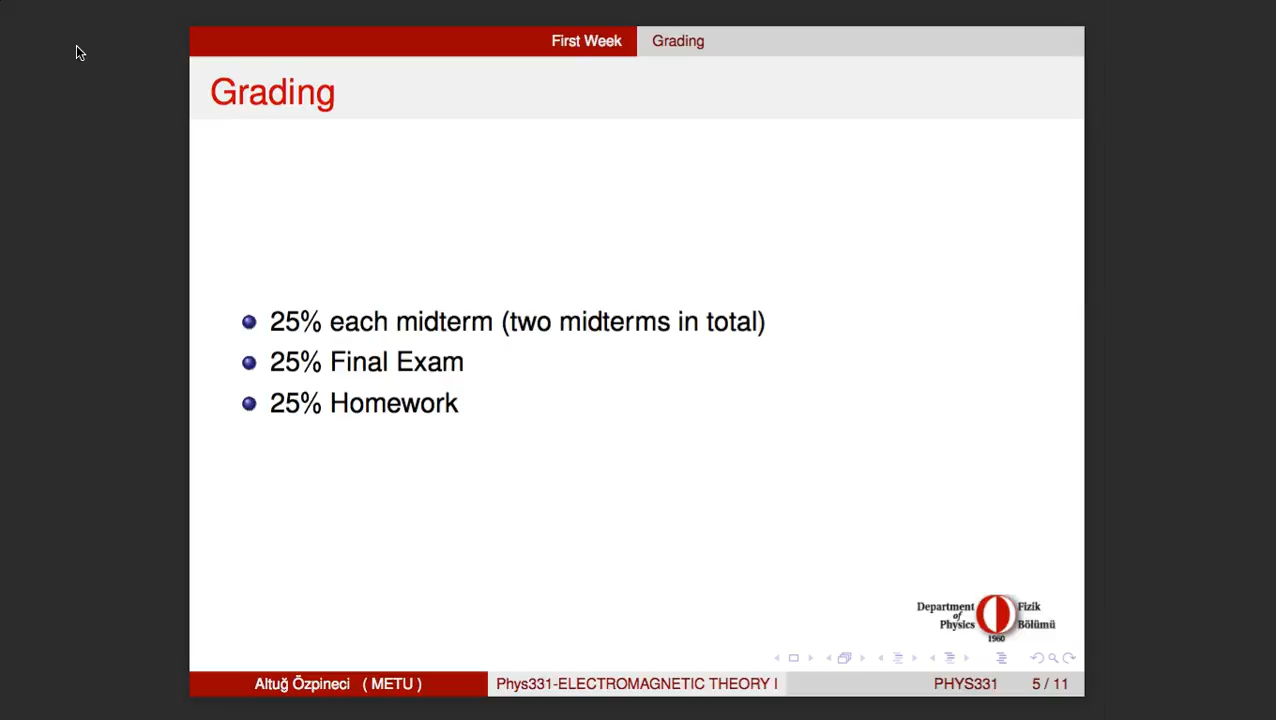 First Week Grading
Grading
25% each midterm (two midterms in total)
25% Final Exam
25% Homework
Department of Physics
Fizik Bölümü
1960
Altuğ Özpineci ( METU ) Phys331-ELECTROMAGNETIC THEORY I PHYS331 5 / 11